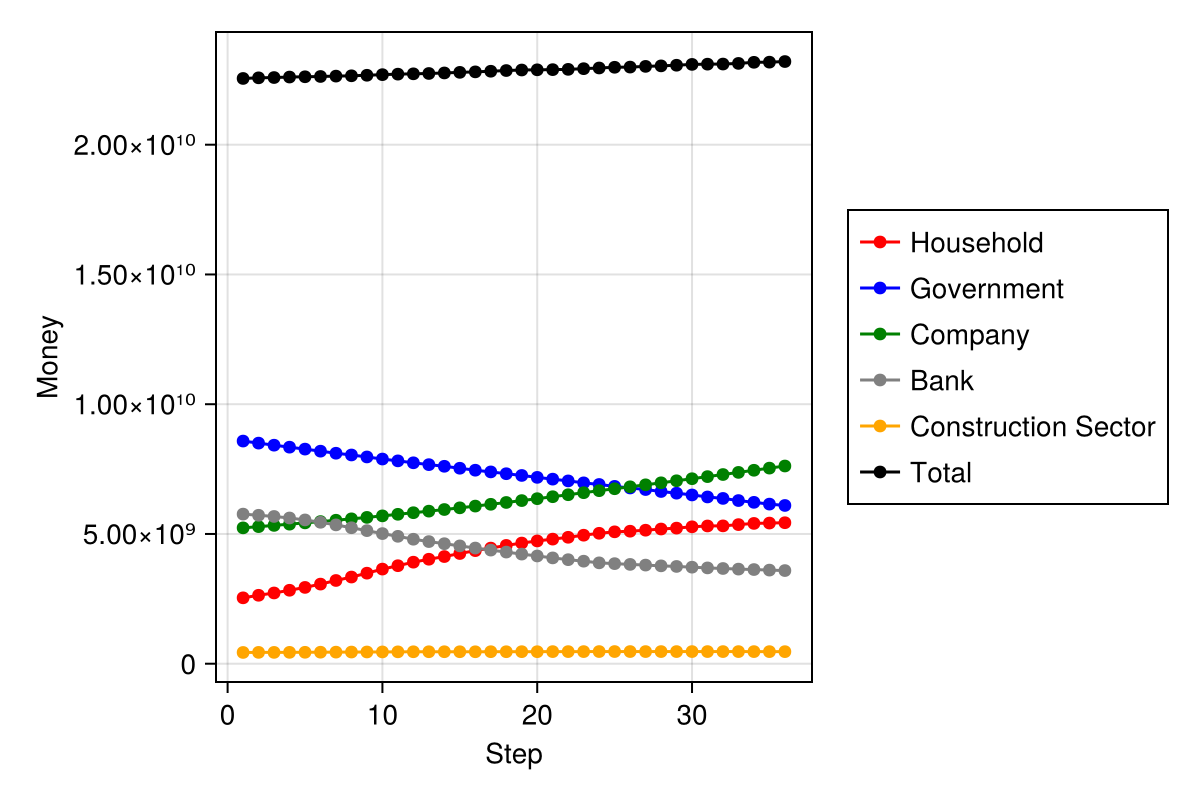 2.00×10¹⁰
1.50×10¹⁰
1.00×10¹⁰
5.00×10⁹
0
Money
0 10 20 30
Step
Household
Government
Company
Bank
Construction Sector
Total